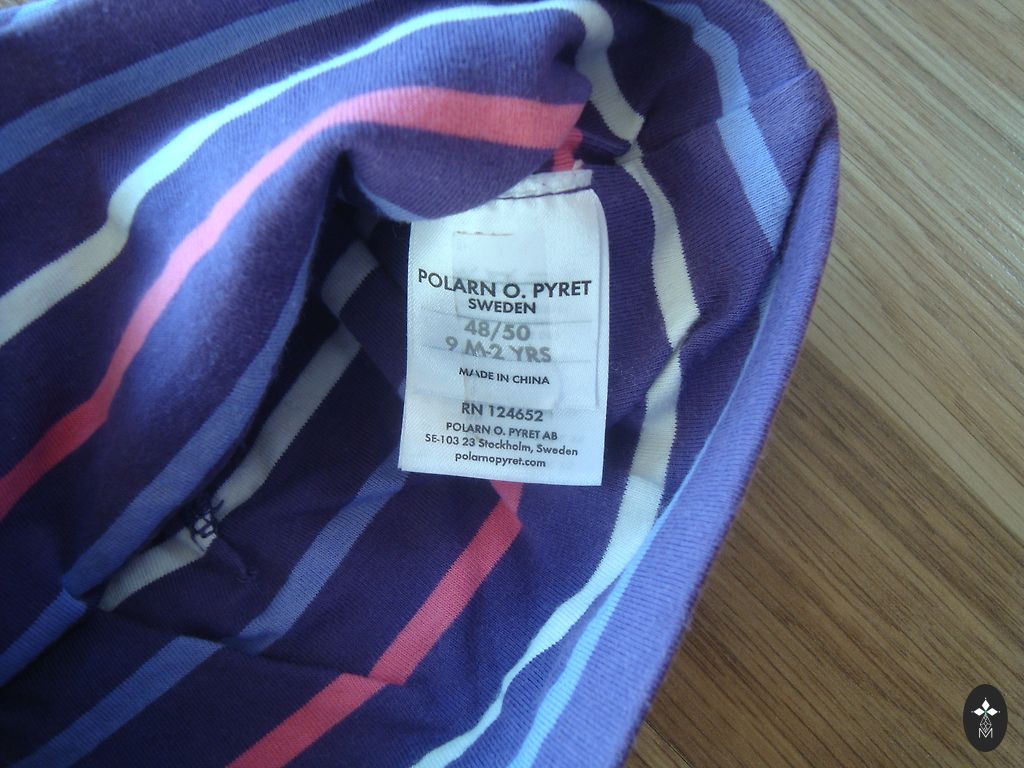 POLARN O. PYRET
SWEDEN
48/50
9 M-2 YRS
MADE IN CHINA
RN 124652
POLARN O. PYRET AB
SE-103 23 Stockholm, Sweden
polarnopyret.com
M